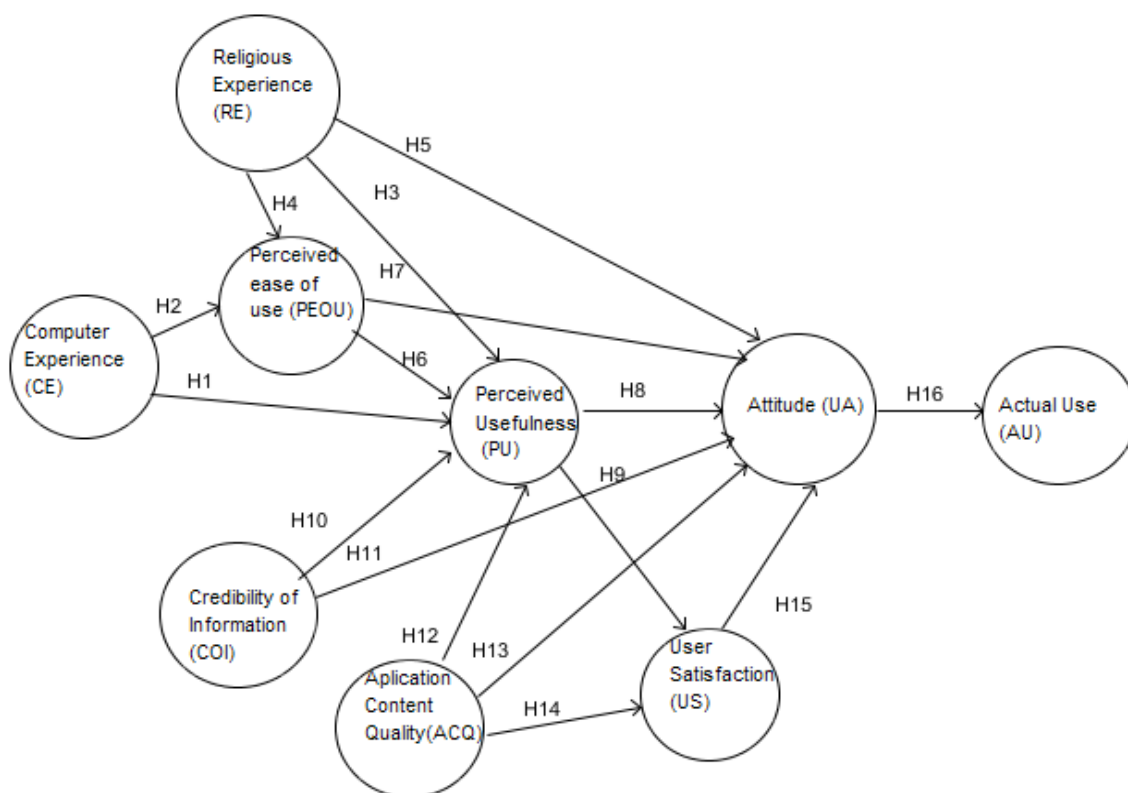 Religious
Experience
(RE)
H5
H3
H4
Perceived
ease of
use (PEOU)
H7
H2
Computer
Experience
(CE)
H6
H1
Perceived
Usefulness
(PU)
H8
Attitude (UA)
H16
Actual Use
(AU)
H9
H10
H11
Credibility of
Information
(COI)
H12
H13
H15
Aplication
Content
Quality(ACQ)
H14
User
Satisfaction
(US)